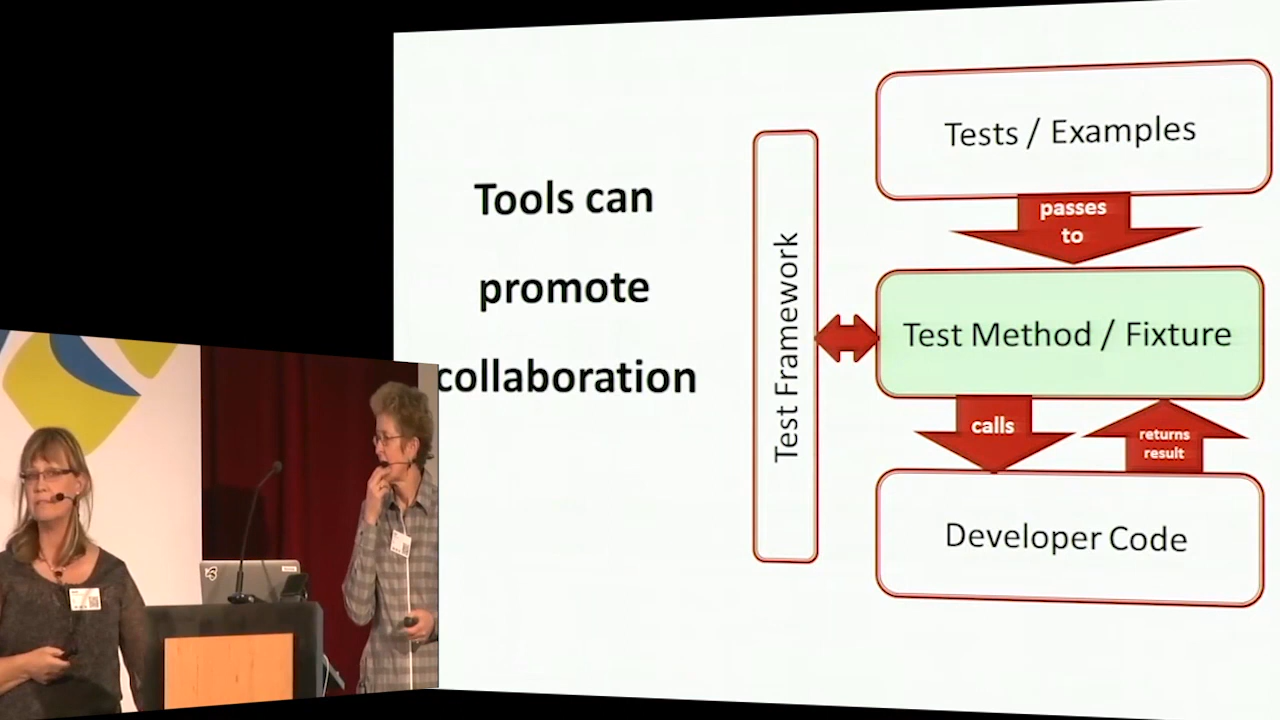 Tools can
promote
collaboration
Test Framework
Tests / Examples
passes
to
Test Method / Fixture
calls
returns
result
Developer Code